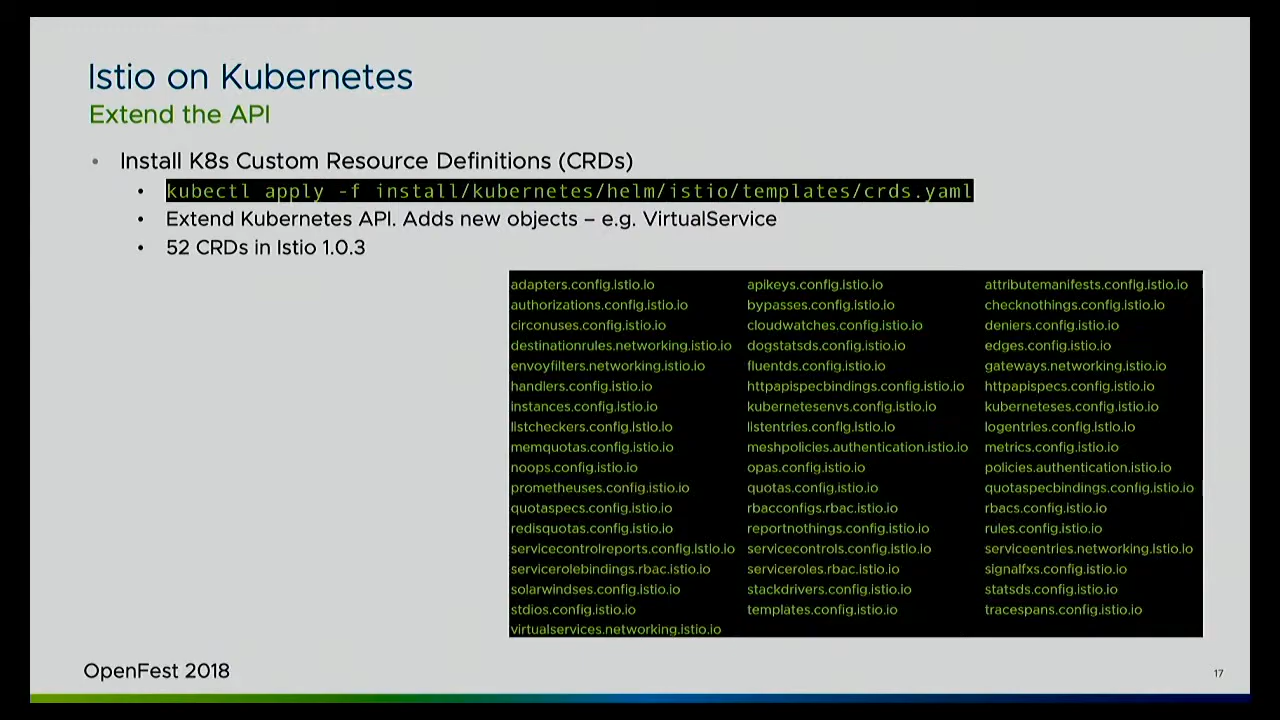 Istio on Kubernetes
Extend the API
• Install K8s Custom Resource Definitions (CRDs)
• kubectl apply -f install/kubernetes/helm/istio/templates/crds.yaml
• Extend Kubernetes API. Adds new objects – e.g. VirtualService
• 52 CRDs in Istio 1.0.3
adapters.config.istio.io apikeys.config.istio.io attributemanifests.config.istio.io
authorizations.config.istio.io bypasses.config.istio.io checknothings.config.istio.io
circonuses.config.istio.io cloudwatches.config.istio.io deniers.config.istio.io
destinationrules.networking.istio.io dogstatsds.config.istio.io edges.config.istio.io
envoyfilters.networking.istio.io fluentds.config.istio.io gateways.networking.istio.io
handlers.config.istio.io httpapispecbindings.config.istio.io httpapispecs.config.istio.io
instances.config.istio.io kubernetesenvs.config.istio.io kuberneteses.config.istio.io
listcheckers.config.istio.io listentries.config.istio.io logentries.config.istio.io
memquotas.config.istio.io meshpolicies.authentication.istio.io metrics.config.istio.io
noops.config.istio.io opas.config.istio.io policies.authentication.istio.io
prometheuses.config.istio.io quotas.config.istio.io quotaspecbindings.config.istio.io
quotaspecs.config.istio.io rbacconfigs.rbac.istio.io rbacs.config.istio.io
redisquotas.config.istio.io reportnothings.config.istio.io rules.config.istio.io
servicecontrolreports.config.istio.io servicecontrols.config.istio.io serviceentries.networking.istio.io
servicerolebindings.rbac.istio.io serviceroles.rbac.istio.io signalfxs.config.istio.io
solarwindses.config.istio.io stackdrivers.config.istio.io statsds.config.istio.io
stdios.config.istio.io templates.config.istio.io tracespans.config.istio.io
virtualservices.networking.istio.io
OpenFest 2018
17